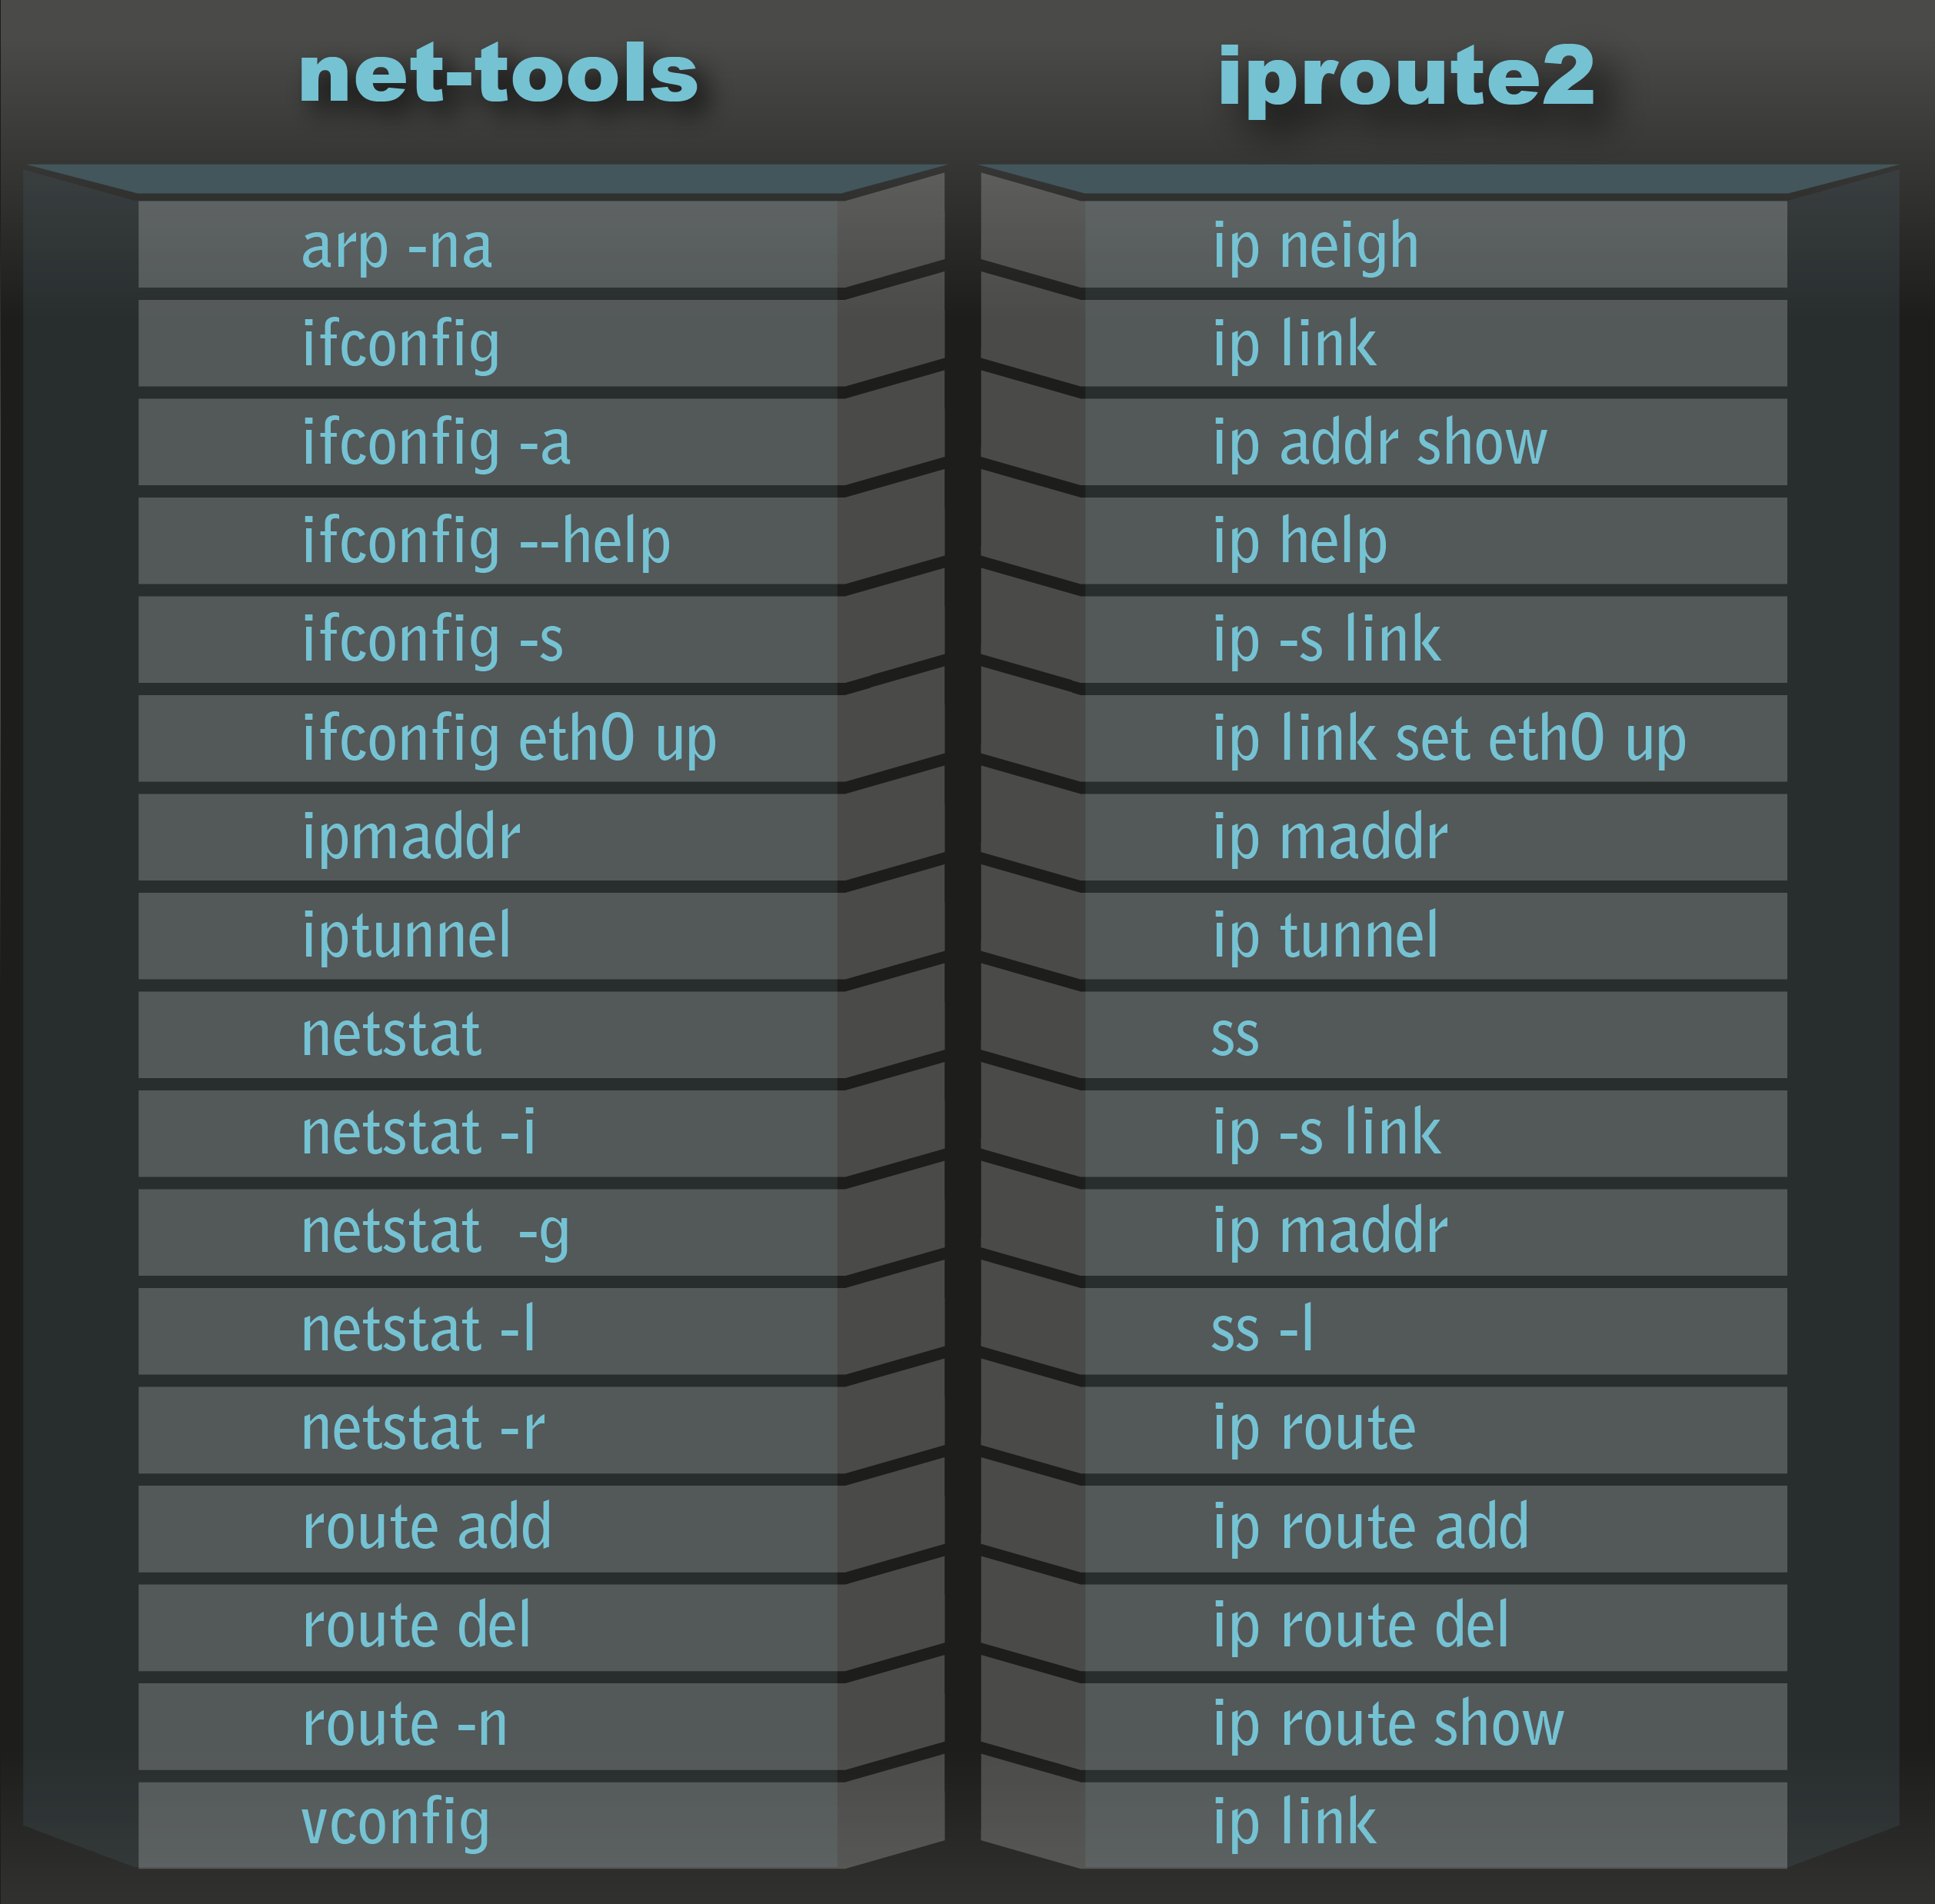 net-tools iproute2
arp -na ip neigh
ifconfig ip link
ifconfig -a ip addr show
ifconfig --help ip help
ifconfig -s ip -s link
ifconfig eth0 up ip link set eth0 up
ipmaddr ip maddr
iptunnel ip tunnel
netstat ss
netstat -i ip -s link
netstat -g ip maddr
netstat -l ss -l
netstat -r ip route
route add ip route add
route del ip route del
route -n ip route show
vconfig ip link